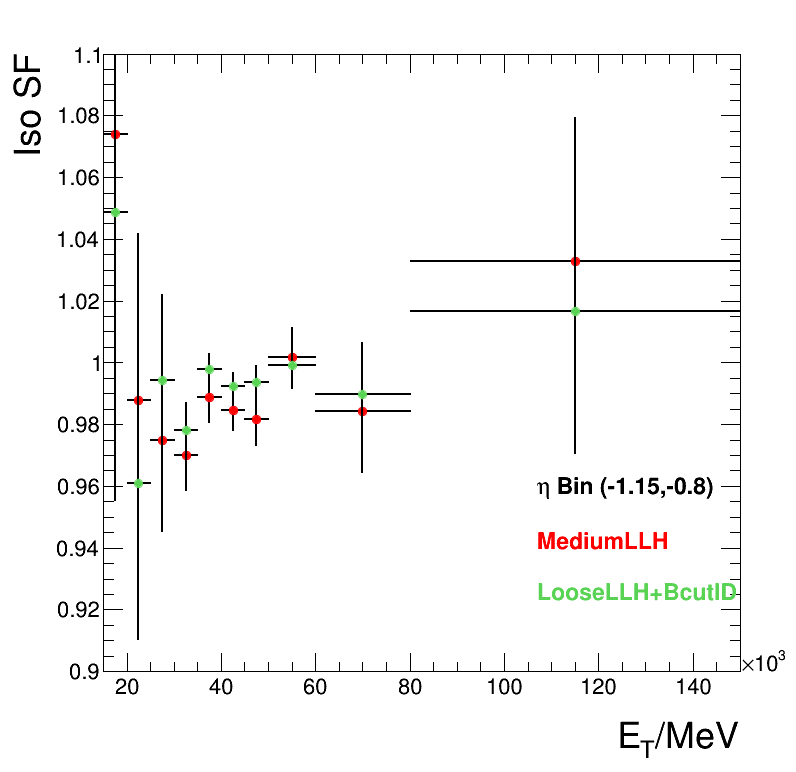 Iso SF
1.1
1.08
1.06
1.04
1.02
1
0.98
0.96
0.94
0.92
0.9
η Bin (-1.15,-0.8)
MediumLLH
LooseLLH+BcutID
20 40 60 80 100 120 140
×10³
E_T/MeV